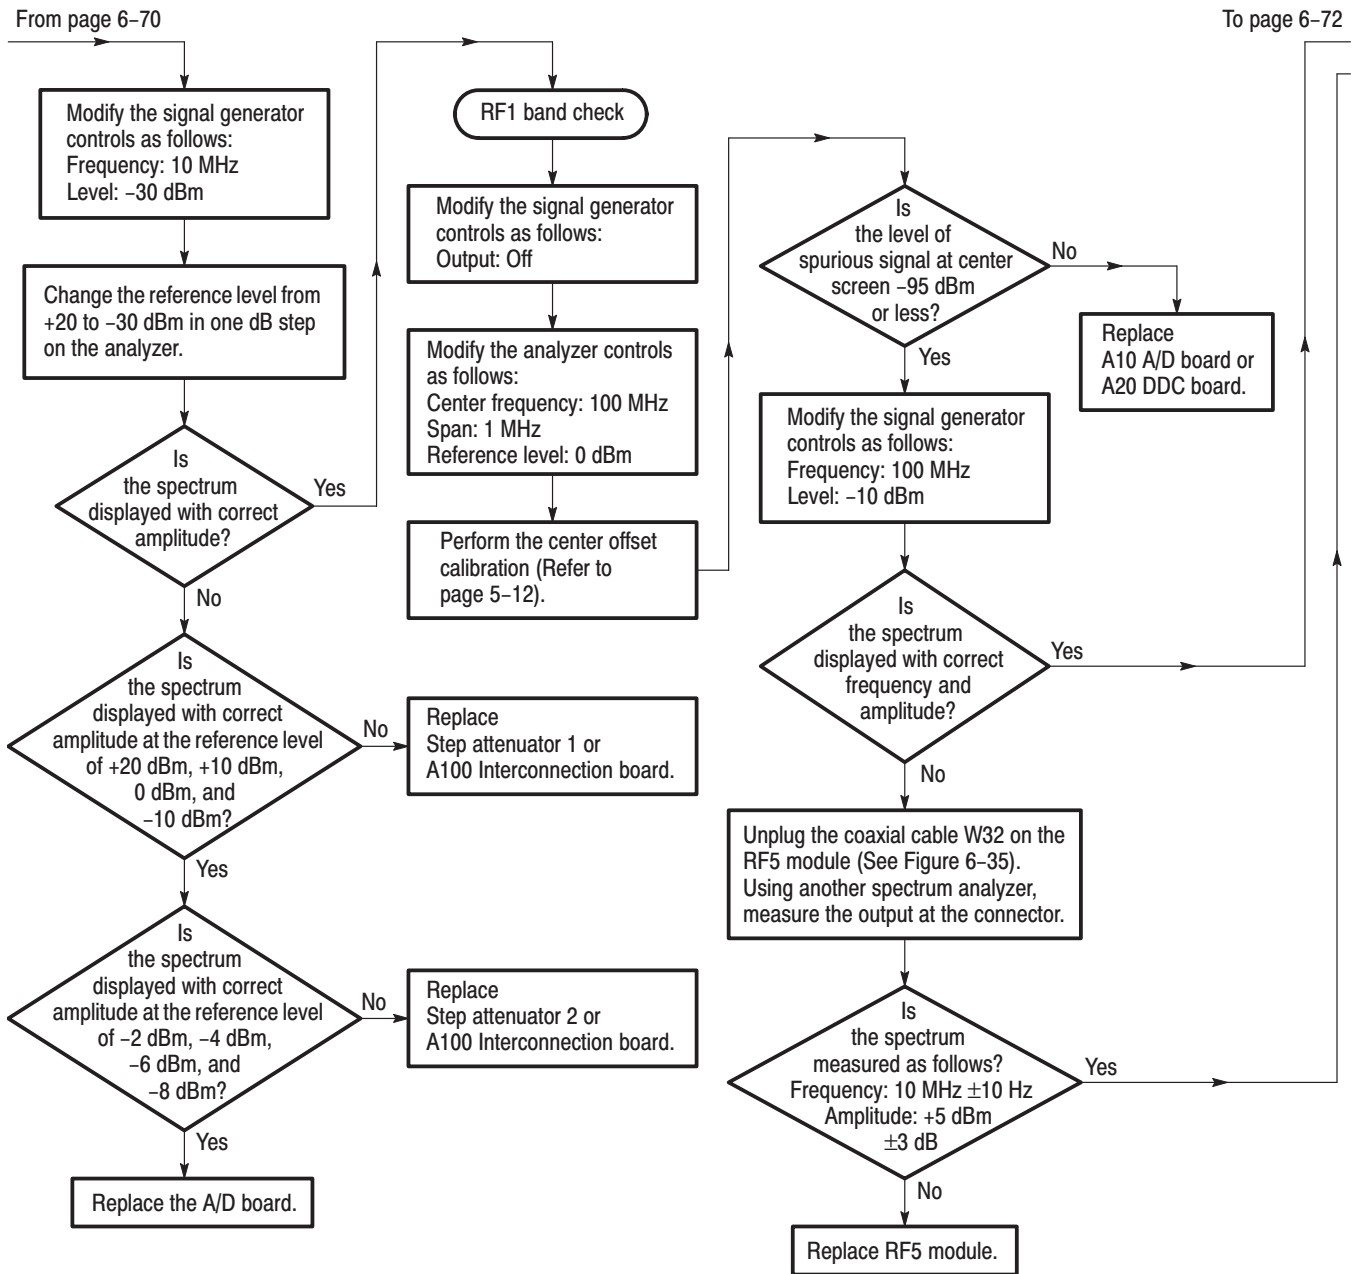 From page 6–70
To page 6–72
Modify the signal generator
controls as follows:
Frequency: 10 MHz
Level: –30 dBm
Change the reference level from
+20 to –30 dBm in one dB step
on the analyzer.
Is
the spectrum
displayed with correct
amplitude?
Yes
No
Is
the spectrum
displayed with correct
amplitude at the reference level
of +20 dBm, +10 dBm,
0 dBm, and
–10 dBm?
No
Replace
Step attenuator 1 or
A100 Interconnection board.
Yes
Is
the spectrum
displayed with correct
amplitude at the reference level
of –2 dBm, –4 dBm,
–6 dBm, and
–8 dBm?
No
Replace
Step attenuator 2 or
A100 Interconnection board.
Yes
Replace the A/D board.
RF1 band check
Modify the signal generator
controls as follows:
Output: Off
Modify the analyzer controls
as follows:
Center frequency: 100 MHz
Span: 1 MHz
Reference level: 0 dBm
Perform the center offset
calibration (Refer to
page 5–12).
Is
the level of
spurious signal at center
screen –95 dBm
or less?
No
Replace
A10 A/D board or
A20 DDC board.
Yes
Modify the signal generator
controls as follows:
Frequency: 100 MHz
Level: –10 dBm
Is
the spectrum
displayed with correct
frequency and
amplitude?
Yes
No
Unplug the coaxial cable W32 on the
RF5 module (See Figure 6–35).
Using another spectrum analyzer,
measure the output at the connector.
Is
the spectrum
measured as follows?
Frequency: 10 MHz ±10 Hz
Amplitude: +5 dBm
±3 dB
Yes
No
Replace RF5 module.